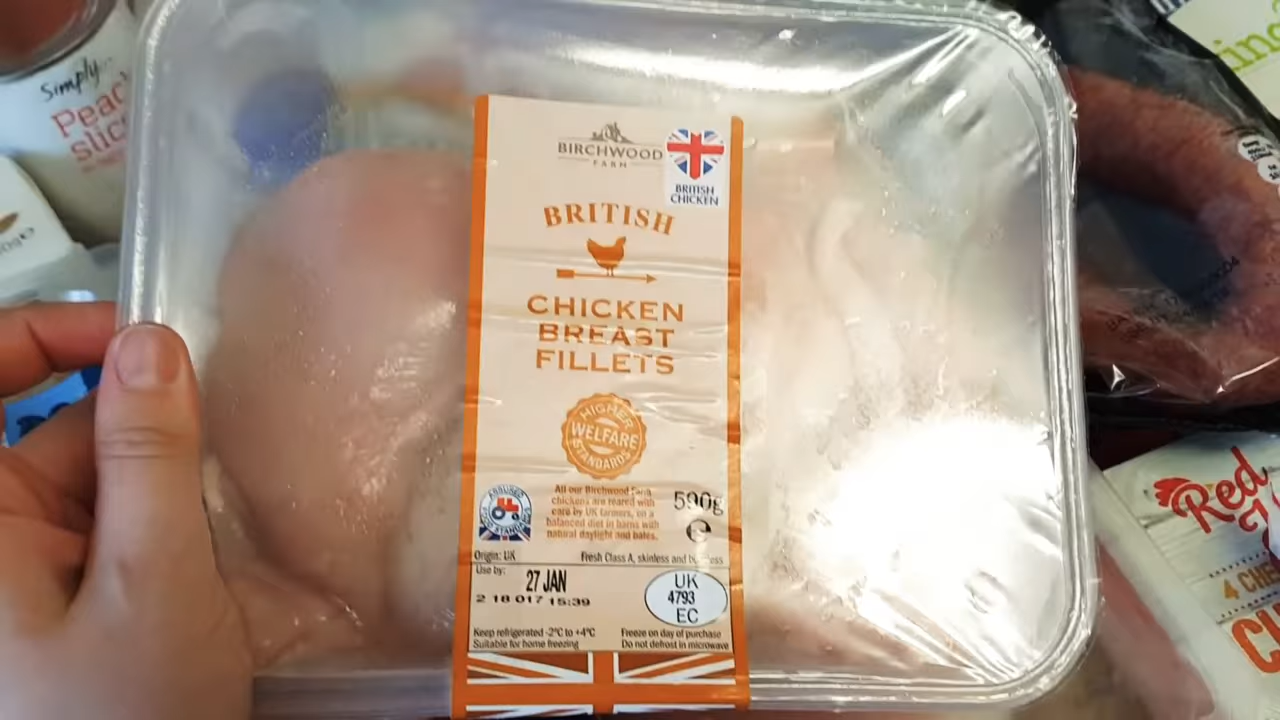 Simply...
Peach
slic
BIRCHWOOD
FARM
BRITISH
CHICKEN
BRITISH
CHICKEN
BREAST
FILLETS
HIGHER
WELFARE
STANDARDS
ASSURED
FOOD STANDARDS
All our Birchwood Farm
chickens are reared with
care by UK farmers, on a
balanced diet in barns with
natural daylight and bales.
590g
e
Origin: UK
Fresh Class A, skinless and
Use by:
27 JAN
2 18 017 15:39
UK
4793
EC
Keep refrigerated -2°C to +4°C
Suitable for home freezing
Freeze on day of purchase
Do not defrost in microwave
Red
4 CHE